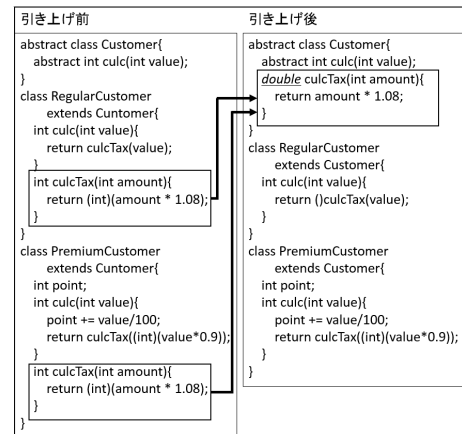 引き上げ前
abstract class Customer{
abstract int culc(int value);
}
class RegularCustomer
extends Cuntomer{
int culc(int value){
return culcTax(value);
}
int culcTax(int amount){
return (int)(amount * 1.08);
}
}
class PremiumCustomer
extends Cuntomer{
int point;
int culc(int value){
point += value/100;
return culcTax((int)(value*0.9));
}
int culcTax(int amount){
return (int)(amount * 1.08);
}
}
引き上げ後
abstract class Customer{
abstract int culc(int value);
double culcTax(int amount){
return amount * 1.08;
}
}
class RegularCustomer
extends Customer{
int culc(int value){
return ()culcTax(value);
}
}
class PremiumCustomer
extends Customer{
int point;
int culc(int value){
point += value/100;
return culcTax((int)(value*0.9));
}
}